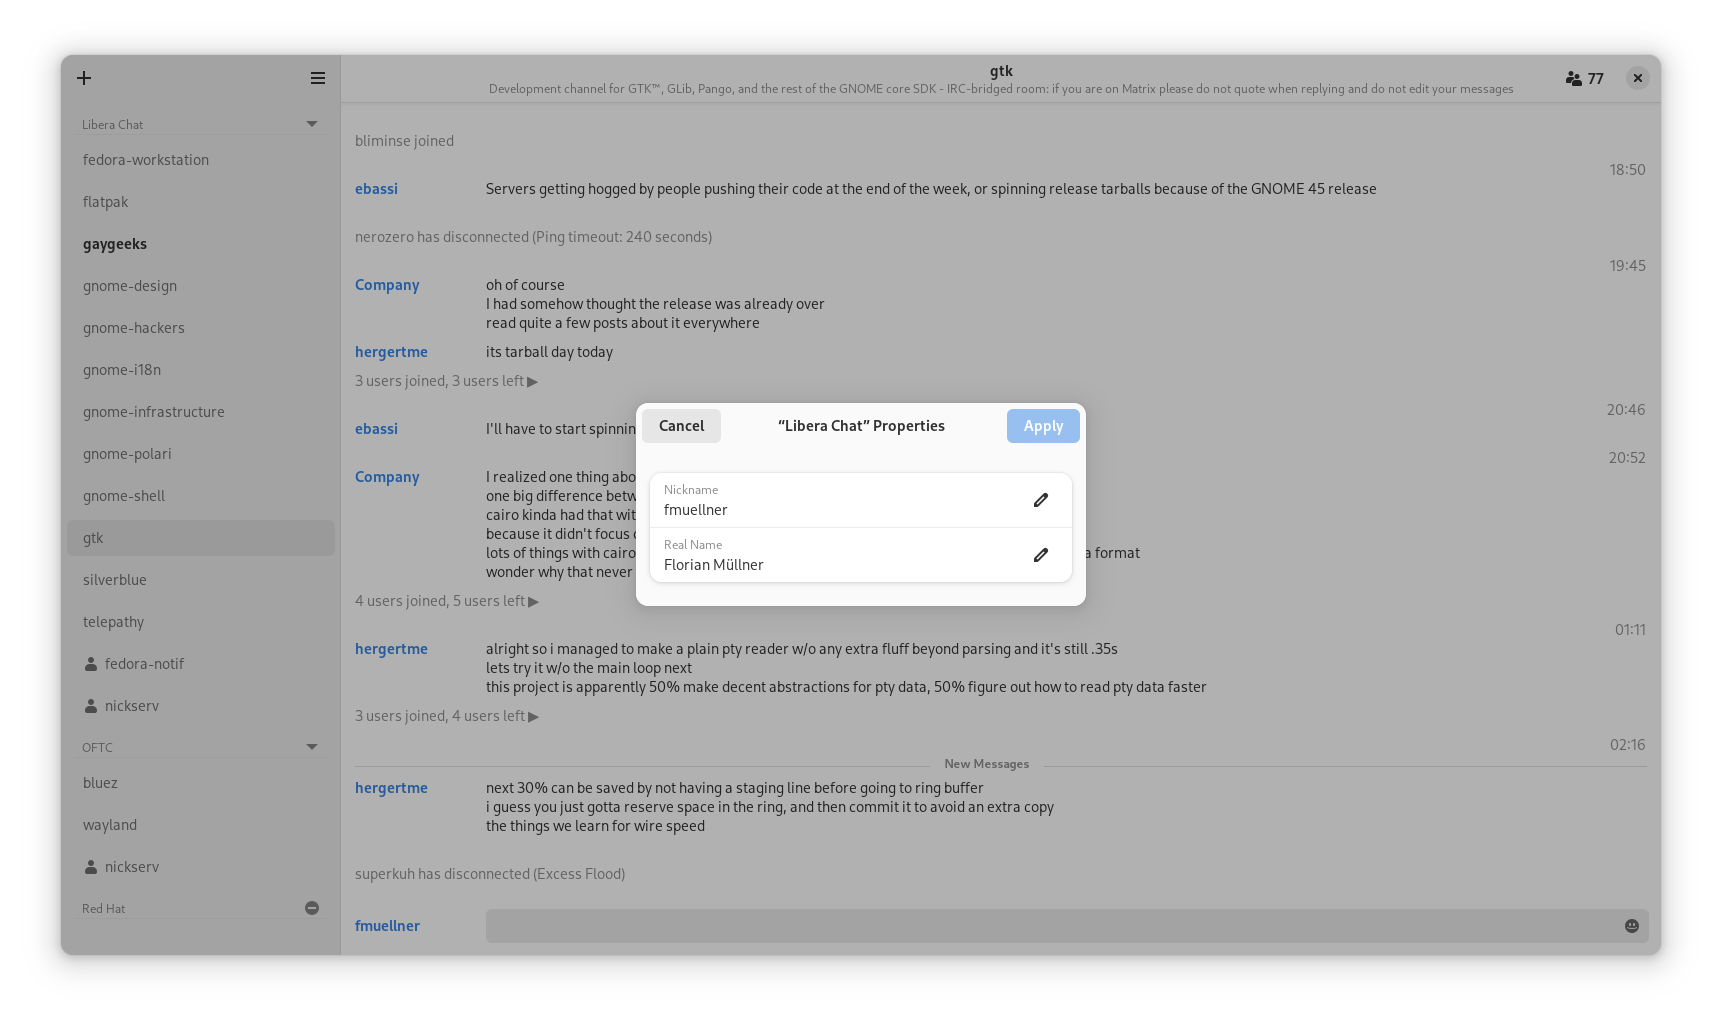 gtk
Development channel for GTK™, GLib, Pango, and the rest of the GNOME core SDK - IRC-bridged room: if you are on Matrix please do not quote when replying and do not edit your messages
77
Libera Chat
fedora-workstation
flatpak
gaygeeks
gnome-design
gnome-hackers
gnome-i18n
gnome-infrastructure
gnome-polari
gnome-shell
gtk
silverblue
telepathy
fedora-notif
nickserv
OFTC
bluez
wayland
nickserv
Red Hat
bliminse joined
18:50
ebassi Servers getting hogged by people pushing their code at the end of the week, or spinning release tarballs because of the GNOME 45 release
nerozero has disconnected (Ping timeout: 240 seconds)
19:45
Company oh of course
I had somehow thought the release was already over
read quite a few posts about it everywhere
hergertme its tarball day today
3 users joined, 3 users left ▶
20:46
ebassi I'll have to start spinnin
20:52
Company I realized one thing abo
one big difference betw
cairo kinda had that wit
because it didn't focus
lots of things with cairo a format
wonder why that never
4 users joined, 5 users left ▶
Cancel
“Libera Chat” Properties
Apply
Nickname
fmuellner
Real Name
Florian Müllner
01:11
hergertme alright so i managed to make a plain pty reader w/o any extra fluff beyond parsing and it's still .35s
lets try it w/o the main loop next
this project is apparently 50% make decent abstractions for pty data, 50% figure out how to read pty data faster
3 users joined, 4 users left ▶
02:16
New Messages
hergertme next 30% can be saved by not having a staging line before going to ring buffer
i guess you just gotta reserve space in the ring, and then commit it to avoid an extra copy
the things we learn for wire speed
superkuh has disconnected (Excess Flood)
fmuellner